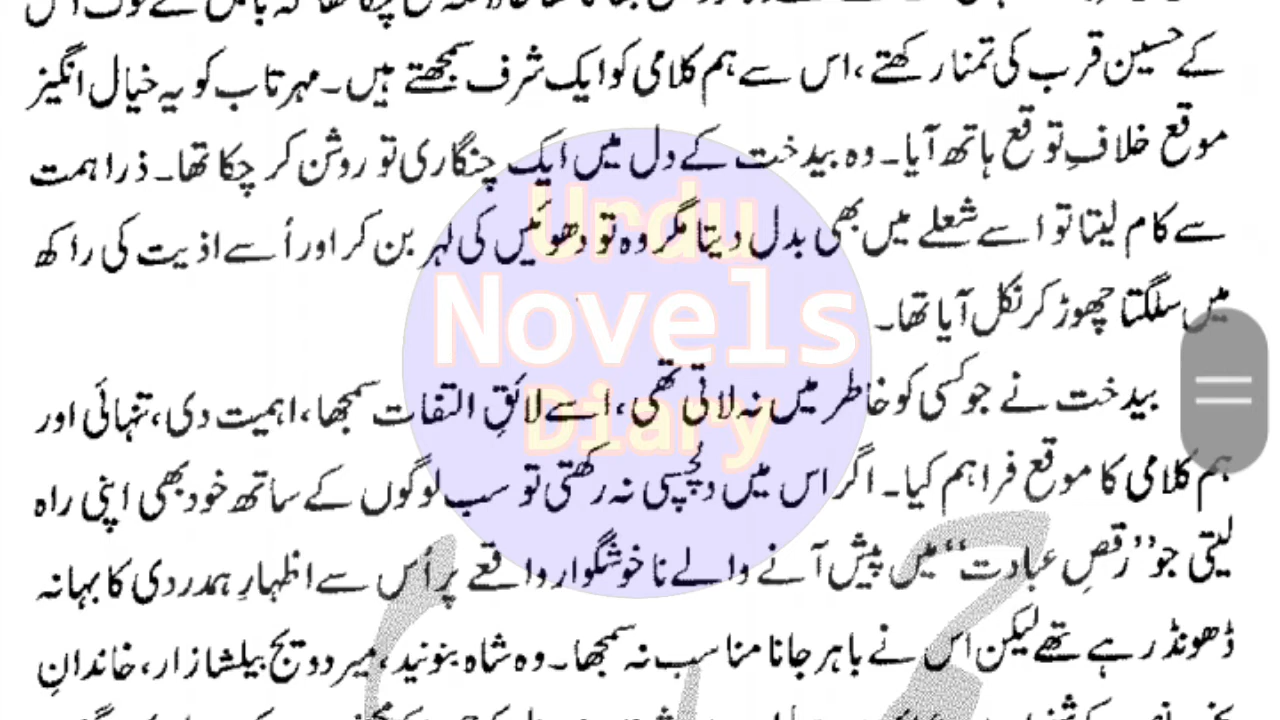 کے حسین قرب کی تمنا رکھتے، اس سے ہم کلامی کو ایک شرف سمجھتے ہیں۔ مہرتاب کو یہ خیال انگیز
موقع خلافِ توقع ہاتھ آیا۔ وہ بیدخت کے دل میں ایک چنگاری تو روشن کر چکا تھا۔ ذرا ہمت
سے کام لیتا تو اسے شعلے میں بھی بدل دیتا مگر وہ تو دھوئیں کی لہر بن کر اور اُسے اذیت کی راکھ
میں سلگتا چھوڑ کر نکل آیا تھا۔
بیدخت نے جو کسی کو خاطر میں نہ لاتی تھی، اسے لائقِ التفات سمجھا، اہمیت دی، تنہائی اور
ہم کلامی کا موقع فراہم کیا۔ اگر اس میں دلچسپی نہ رکھتی تو سب لوگوں کے ساتھ خود بھی اپنی راہ
لیتی جو ”رقصِ عبادت“ میں پیش آنے والے ناخوشگوار واقعے پر اُس سے اظہارِ ہمدردی کا بہانہ
ڈھونڈ رہے تھے لیکن اس نے باہر جانا مناسب نہ سمجھا۔ وہ شاہ بنونید، میر دویج بیلشازار، خاندانِ
Urdu
Novels
Diary